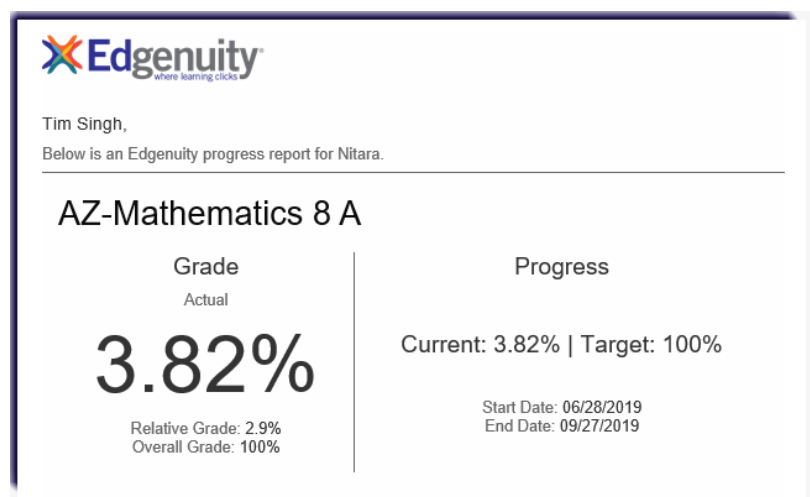 Edgenuity
where learning clicks
Tim Singh,
Below is an Edgenuity progress report for Nitara.
AZ-Mathematics 8 A
Grade
Actual
3.82%
Relative Grade: 2.9%
Overall Grade: 100%
Progress
Current: 3.82% | Target: 100%
Start Date: 06/28/2019
End Date: 09/27/2019